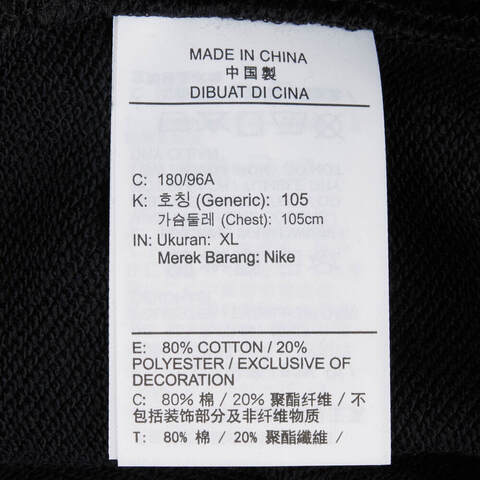 MADE IN CHINA
中国製
DIBUAT DI CINA
C: 180/96A
K: 호칭 (Generic): 105
가슴둘레 (Chest): 105cm
IN: Ukuran: XL
Merek Barang: Nike
E: 80% COTTON / 20%
POLYESTER / EXCLUSIVE OF
DECORATION
C: 80% 棉 / 20% 聚酯纤维 / 不
包括装饰部分及非纤维物质
T: 80% 棉 / 20% 聚酯纖維 /